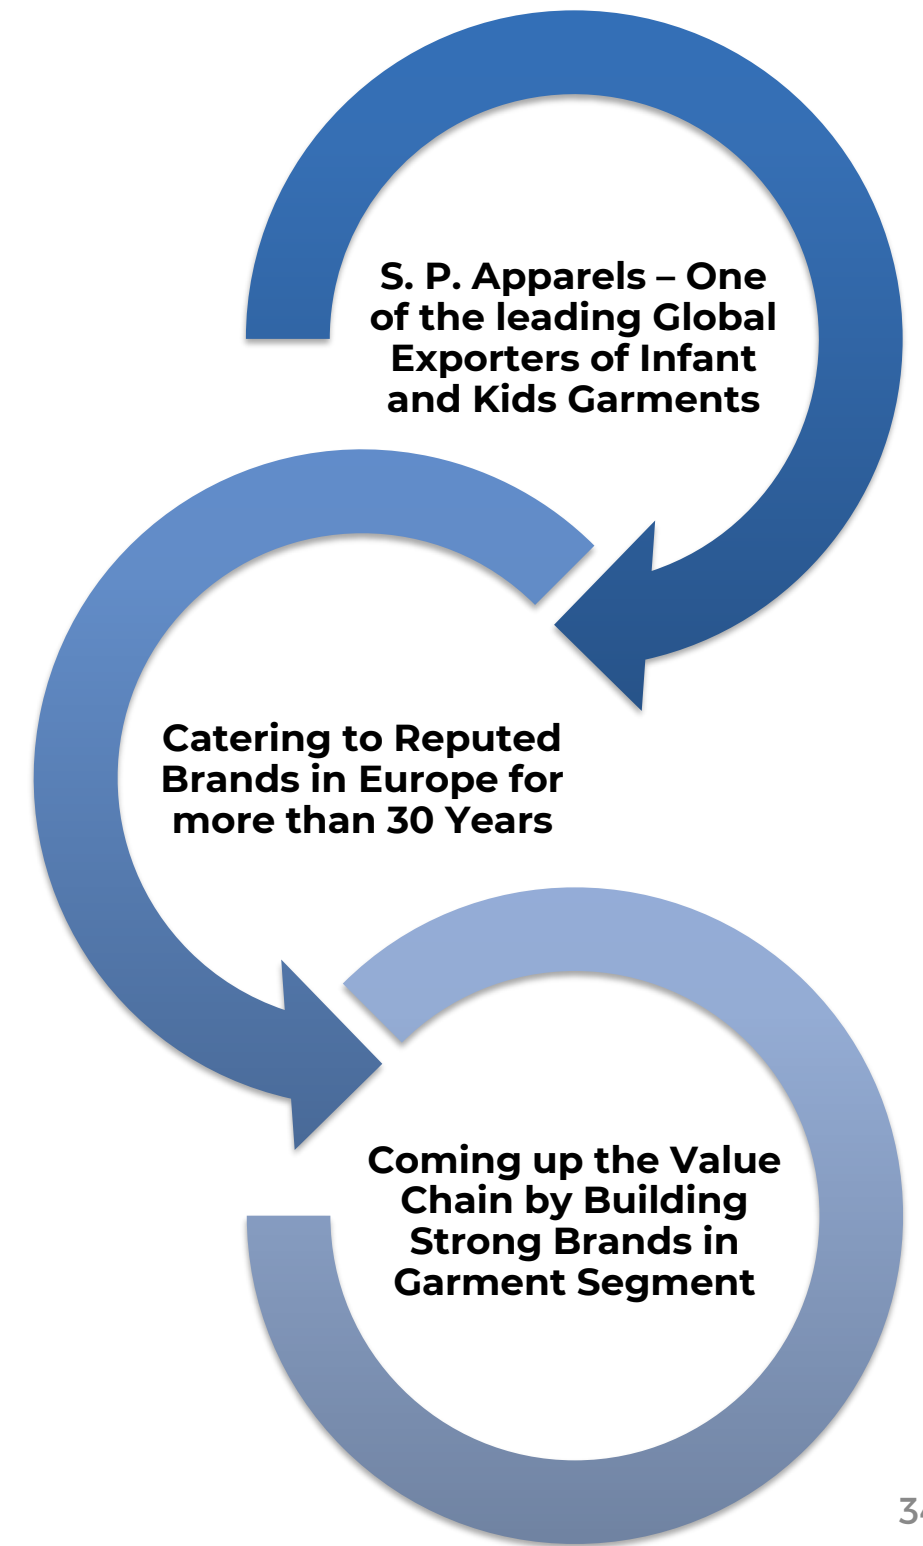 S. P. Apparels – One
of the leading Global
Exporters of Infant
and Kids Garments
Catering to Reputed
Brands in Europe for
more than 30 Years
Coming up the Value
Chain by Building
Strong Brands in
Garment Segment
34